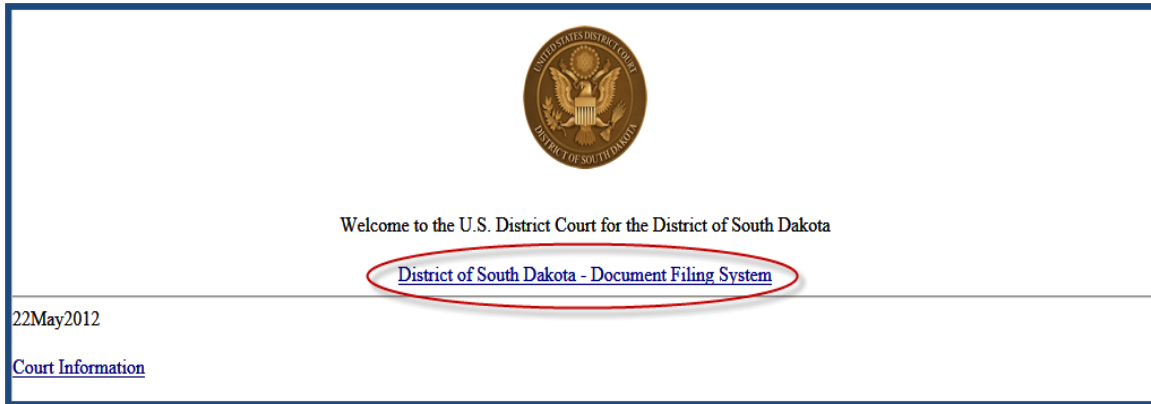 UNITED STATES DISTRICT COURT
DISTRICT OF SOUTH DAKOTA
Welcome to the U.S. District Court for the District of South Dakota
District of South Dakota - Document Filing System
22May2012
Court Information